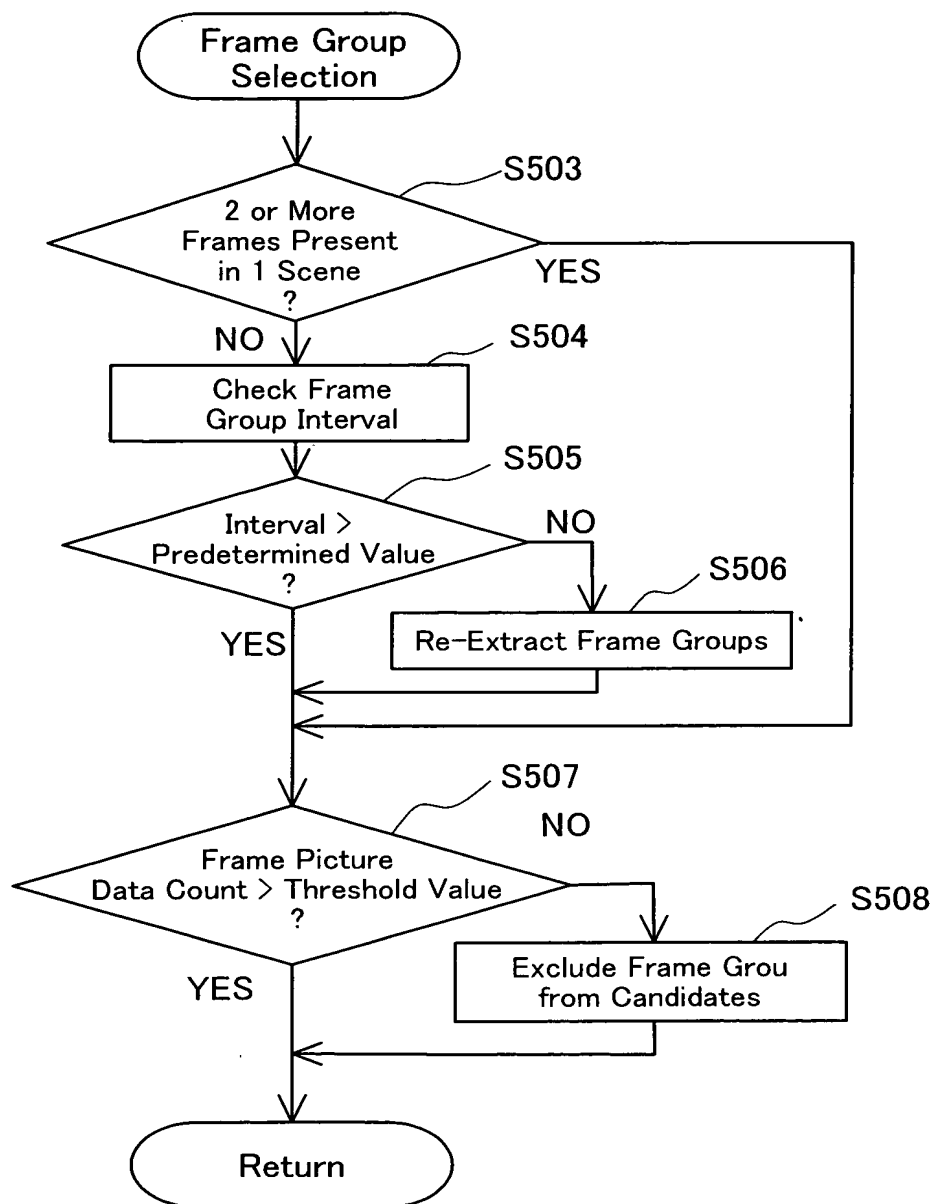 Frame Group
Selection
S503
2 or More
Frames Present
in 1 Scene
?
YES
NO
S504
Check Frame
Group Interval
S505
Interval >
Predetermined Value
?
NO
S506
YES
Re-Extract Frame Groups
S507
NO
Frame Picture
Data Count > Threshold Value
?
S508
YES
Exclude Frame Grou
from Candidates
Return